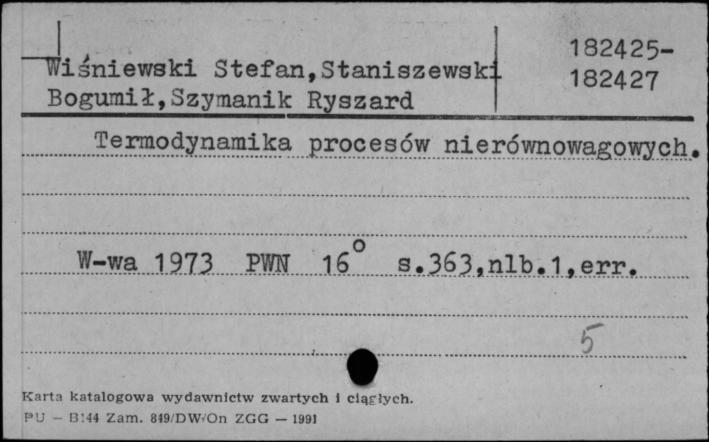 Wiśniewski Stefan,Staniszewski
Bogumił,Szymanik Ryszard
182425-
182427
Termodynamika procesów nierównowagowych.
W-wa 1973 PWN 16° s.363,nlb.1,err.
5
Karta katalogowa wydawnictw zwartych i ciągłych.
PU — B144 Zam. 849/DW/On ZGG — 1991